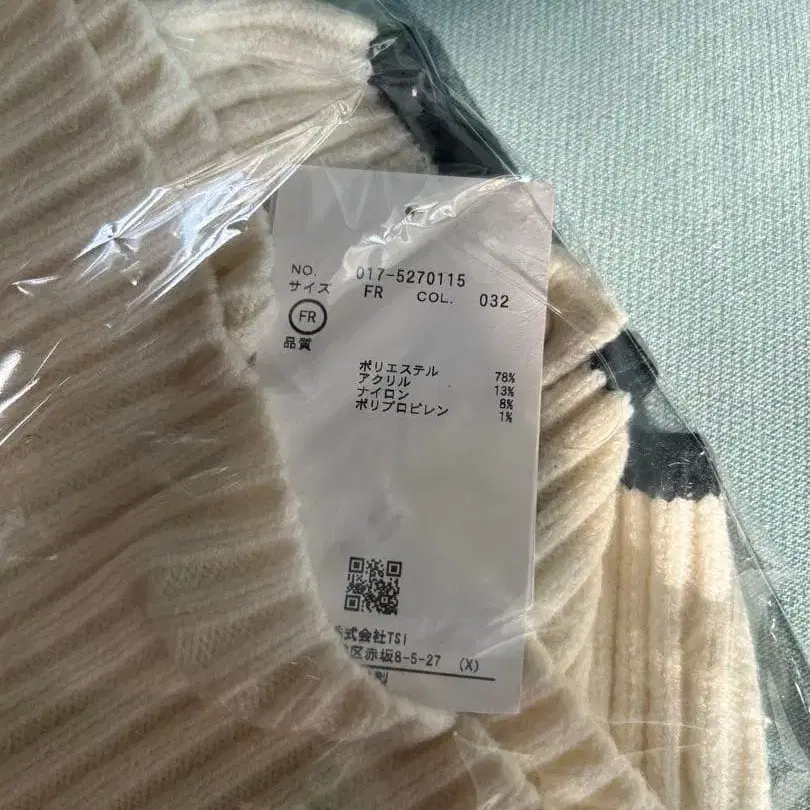 NO. 017-5270115
サイズ FR COL. 032
FR
品質
ポリエステル 78%
アクリル 13%
ナイロン 8%
ポリプロピレン 1%
式会社TSI
区赤坂8-5-27 (X)